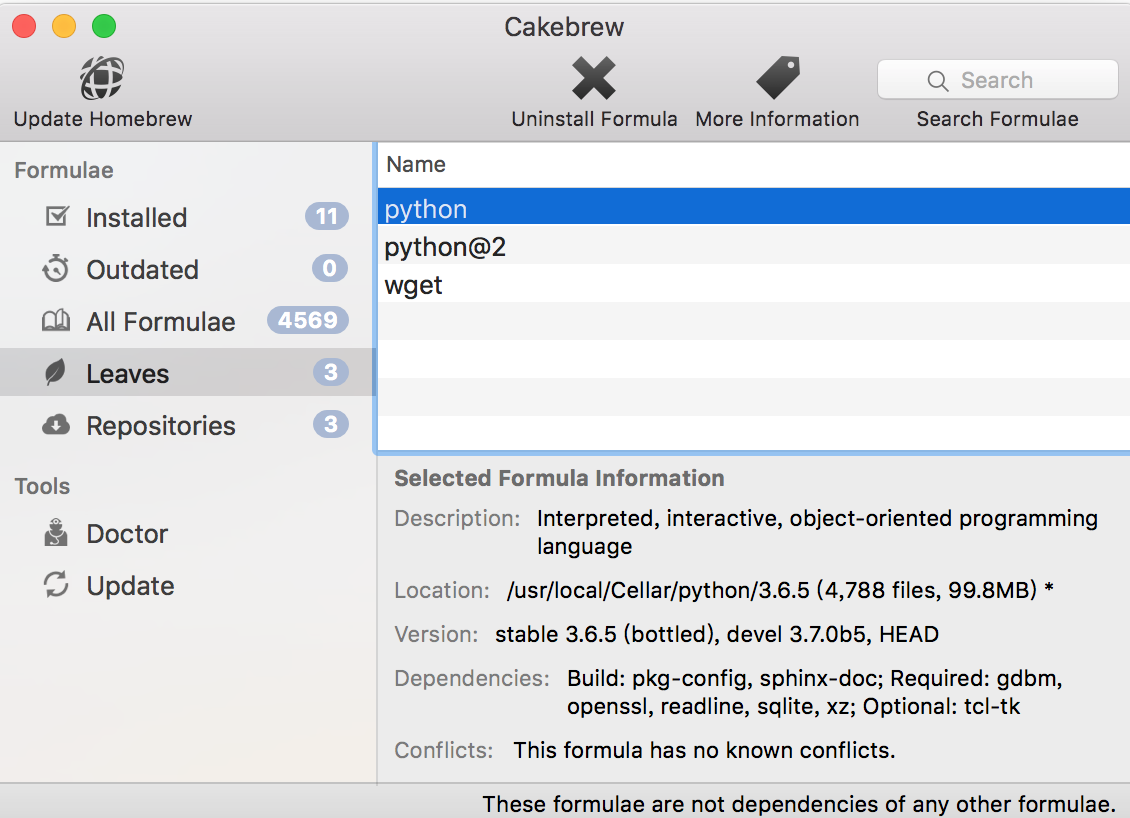 Cakebrew
Update Homebrew
Uninstall Formula
More Information
Search
Search Formulae
Formulae
Installed 11
Outdated 0
All Formulae 4569
Leaves 3
Repositories 3
Tools
Doctor
Update
Name
python
python@2
wget
Selected Formula Information
Description: Interpreted, interactive, object-oriented programming
language
Location: /usr/local/Cellar/python/3.6.5 (4,788 files, 99.8MB) *
Version: stable 3.6.5 (bottled), devel 3.7.0b5, HEAD
Dependencies: Build: pkg-config, sphinx-doc; Required: gdbm,
openssl, readline, sqlite, xz; Optional: tcl-tk
Conflicts: This formula has no known conflicts.
These formulae are not dependencies of any other formulae.